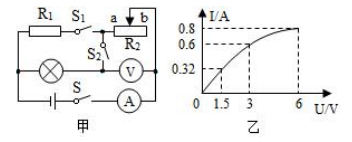 R₁ S₁ a b
S₂ R₂
V
S A
甲
I/A
0.8
0.6
0.32
0 1.5 3 6 U/V
乙